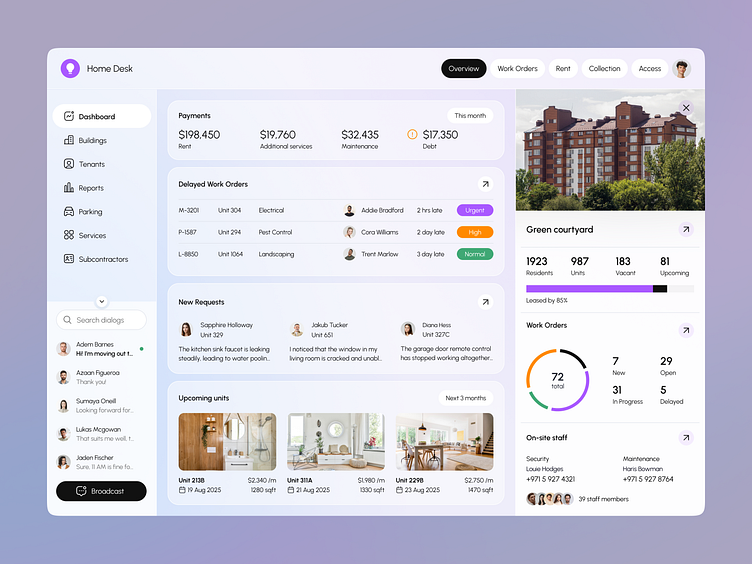 Home Desk
Overview
Work Orders
Rent
Collection
Access
Dashboard
Buildings
Tenants
Reports
Parking
Services
Subcontractors
Search dialogs
Adem Barnes
Hi! I'm moving out t...
Azaan Figueroa
Thank you!
Sumaya Oneill
Looking forward for...
Lukas Mcgowan
That suits me well, t...
Jaden Fischer
Sure, 11 AM is fine fo...
Broadcast
Payments
This month
$198,450
$19,760
$32,435
$17,350
Rent
Additional services
Maintenance
Debt
Delayed Work Orders
M-3201 Unit 304 Electrical Addie Bradford 2 hrs late Urgent
P-1587 Unit 294 Pest Control Cora Williams 2 day late High
L-8850 Unit 1064 Landscaping Trent Marlow 3 day late Normal
New Requests
Sapphire Holloway
Unit 329
The kitchen sink faucet is leaking
steadily, leading to water poolin...
Jakub Tucker
Unit 651
I noticed that the window in my
living room is cracked and unabl...
Diana Hess
Unit 327C
The garage door remote control
has stopped working altogether...
Upcoming units
Next 3 months
Unit 213B $2,340 /m
19 Aug 2025 1280 sqft
Unit 311A $1,980 /m
21 Aug 2025 1330 sqft
Unit 229B $2,750 /m
23 Aug 2025 1470 sqft
Green courtyard
1923
987
183
81
Residents
Units
Vacant
Upcoming
Leased by 85%
Work Orders
72
total
7
New
29
Open
31
In Progress
5
Delayed
On-site staff
Security
Louie Hodges
+971 5 927 4321
Maintenance
Haris Bowman
+971 5 927 8764
39 staff members